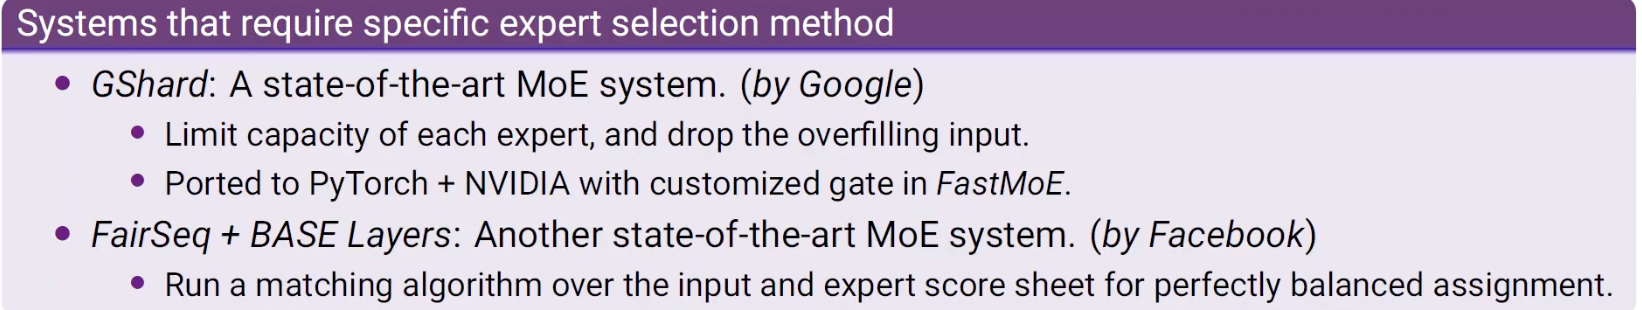 Systems that require specific expert selection method
• GShard: A state-of-the-art MoE system. (by Google)
• Limit capacity of each expert, and drop the overfilling input.
• Ported to PyTorch + NVIDIA with customized gate in FastMoE.
• FairSeq + BASE Layers: Another state-of-the-art MoE system. (by Facebook)
• Run a matching algorithm over the input and expert score sheet for perfectly balanced assignment.